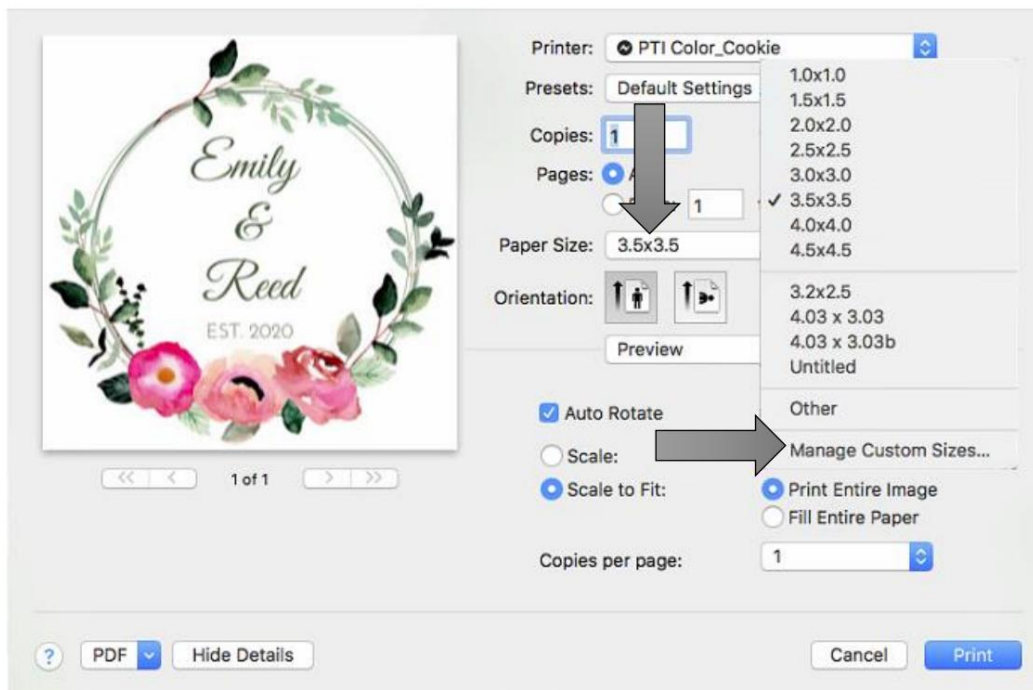 Printer: PTI Color_Cookie
Presets: Default Settings
Copies: 1
Pages:
1
Paper Size: 3.5x3.5
Orientation:
Preview
1.0x1.0
1.5x1.5
2.0x2.0
2.5x2.5
3.0x3.0
✓ 3.5x3.5
4.0x4.0
4.5x4.5
3.2x2.5
4.03 x 3.03
4.03 x 3.03b
Untitled
Other
Manage Custom Sizes...
Emily
&
Reed
EST. 2020
<< < 1 of 1 > >>
Auto Rotate
Scale:
Scale to Fit: Print Entire Image
Fill Entire Paper
Copies per page: 1
? PDF Hide Details Cancel Print